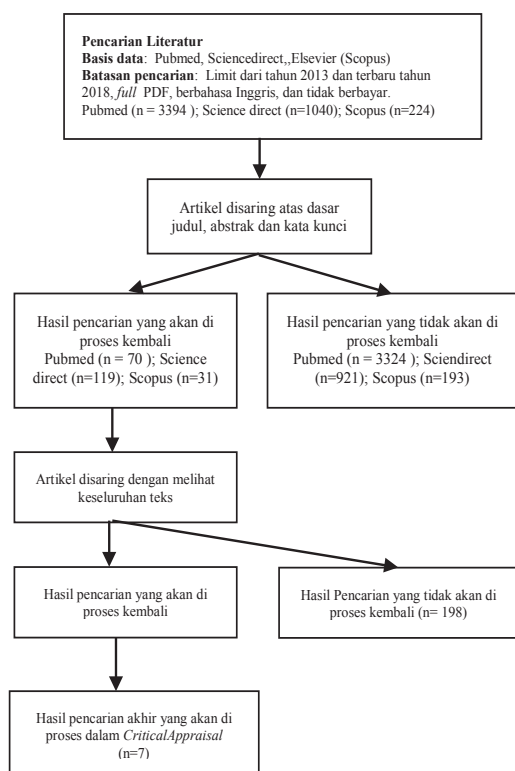 Pencarian Literatur
Basis data: Pubmed, Sciencedirect,,Elsevier (Scopus)
Batasan pencarian: Limit dari tahun 2013 dan terbaru tahun
2018, full PDF, berbahasa Inggris, dan tidak berbayar.
Pubmed (n = 3394 ); Science direct (n=1040); Scopus (n=224)
Artikel disaring atas dasar
judul, abstrak dan kata kunci
Hasil pencarian yang akan di
proses kembali
Pubmed (n = 70 ); Science
direct (n=119); Scopus (n=31)
Hasil pencarian yang tidak akan di
proses kembali
Pubmed (n = 3324 ); Sciendirect
(n=921); Scopus (n=193)
Artikel disaring dengan melihat
keseluruhan teks
Hasil pencarian yang akan di
proses kembali
Hasil Pencarian yang tidak akan di
proses kembali (n= 198)
Hasil pencarian akhir yang akan di
proses dalam CriticalAppraisal
(n=7)